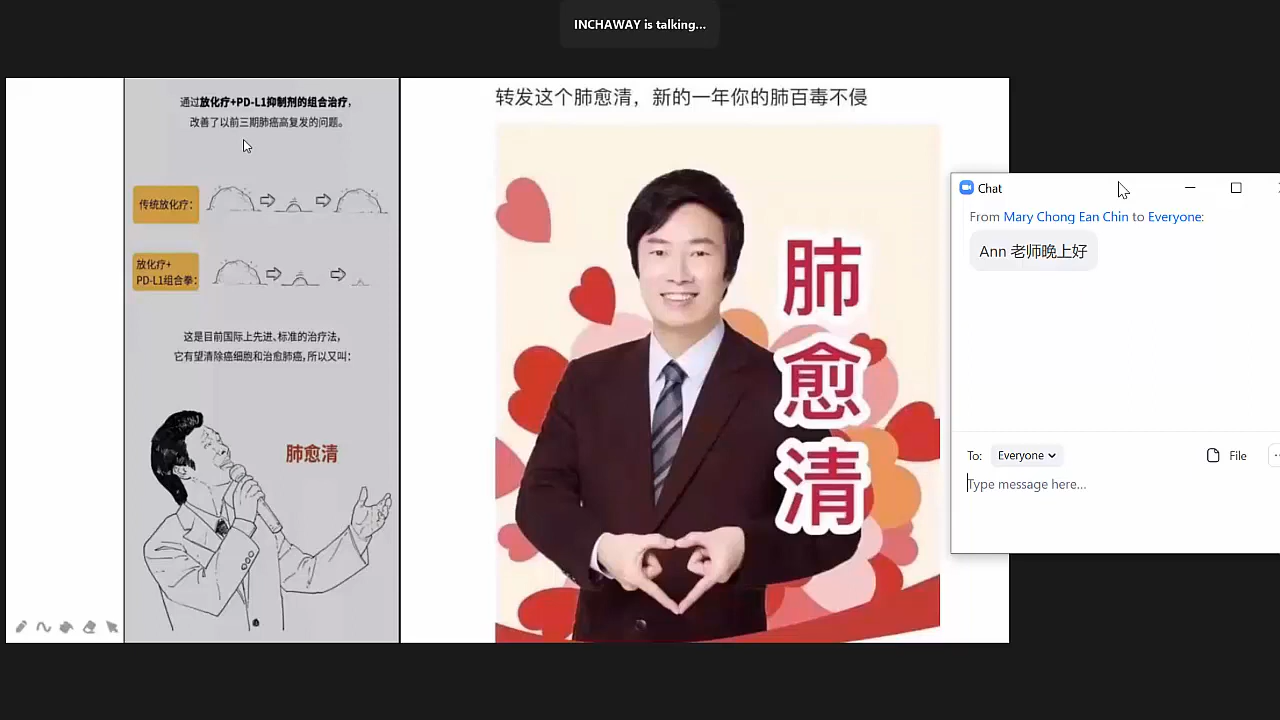 INCHAWAY is talking...
通过放化疗+PD-L1抑制剂的组合治疗，
改善了以前三期肺癌高复发的问题。
传统放化疗：
放化疗+
PD-L1组合拳：
这是目前国际上先进、标准的治疗法，
它有望清除癌细胞和治愈肺癌，所以又叫：
肺愈清
转发这个肺愈清，新的一年你的肺百毒不侵
肺
愈
清
Chat
From Mary Chong Ean Chin to Everyone:
Ann 老师晚上好
To: Everyone
File
Type message here...